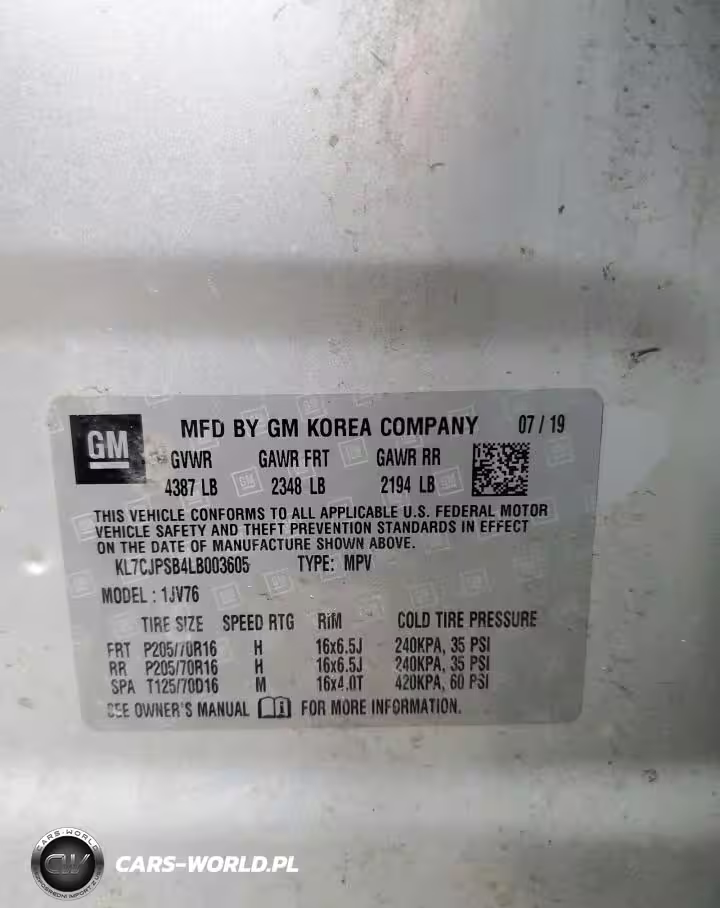 GM
MFD BY GM KOREA COMPANY 07 / 19
GVWR GAWR FRT GAWR RR
4387 LB 2348 LB 2194 LB
THIS VEHICLE CONFORMS TO ALL APPLICABLE U.S. FEDERAL MOTOR
VEHICLE SAFETY AND THEFT PREVENTION STANDARDS IN EFFECT
ON THE DATE OF MANUFACTURE SHOWN ABOVE.
KL7CJPSB4LB003605 TYPE: MPV
MODEL : 1JV76
TIRE SIZE SPEED RTG RIM COLD TIRE PRESSURE
FRT P205/70R16 H 16x6.5J 240KPA, 35 PSI
RR P205/70R16 H 16x6.5J 240KPA, 35 PSI
SPA T125/70D16 M 16x4.0T 420KPA, 60 PSI
SEE OWNER'S MANUAL FOR MORE INFORMATION.
CARS-WORLD
CW
CARS-WORLD.PL